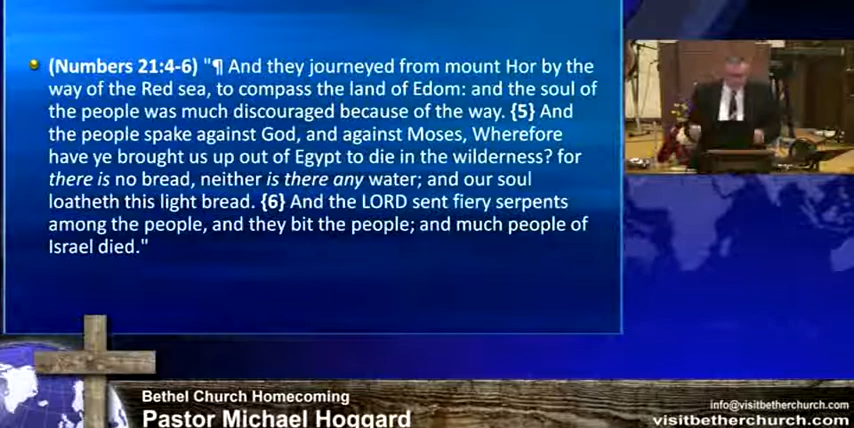 (Numbers 21:4-6) "¶ And they journeyed from mount Hor by the
way of the Red sea, to compass the land of Edom: and the soul of
the people was much discouraged because of the way. {5} And
the people spake against God, and against Moses, Wherefore
have ye brought us up out of Egypt to die in the wilderness? for
there is no bread, neither is there any water; and our soul
loatheth this light bread. {6} And the LORD sent fiery serpents
among the people, and they bit the people; and much people of
Israel died."
Bethel Church Homecoming
Pastor Michael Hoggard
info@visitbetherchurch.com
visitbetherchurch.com